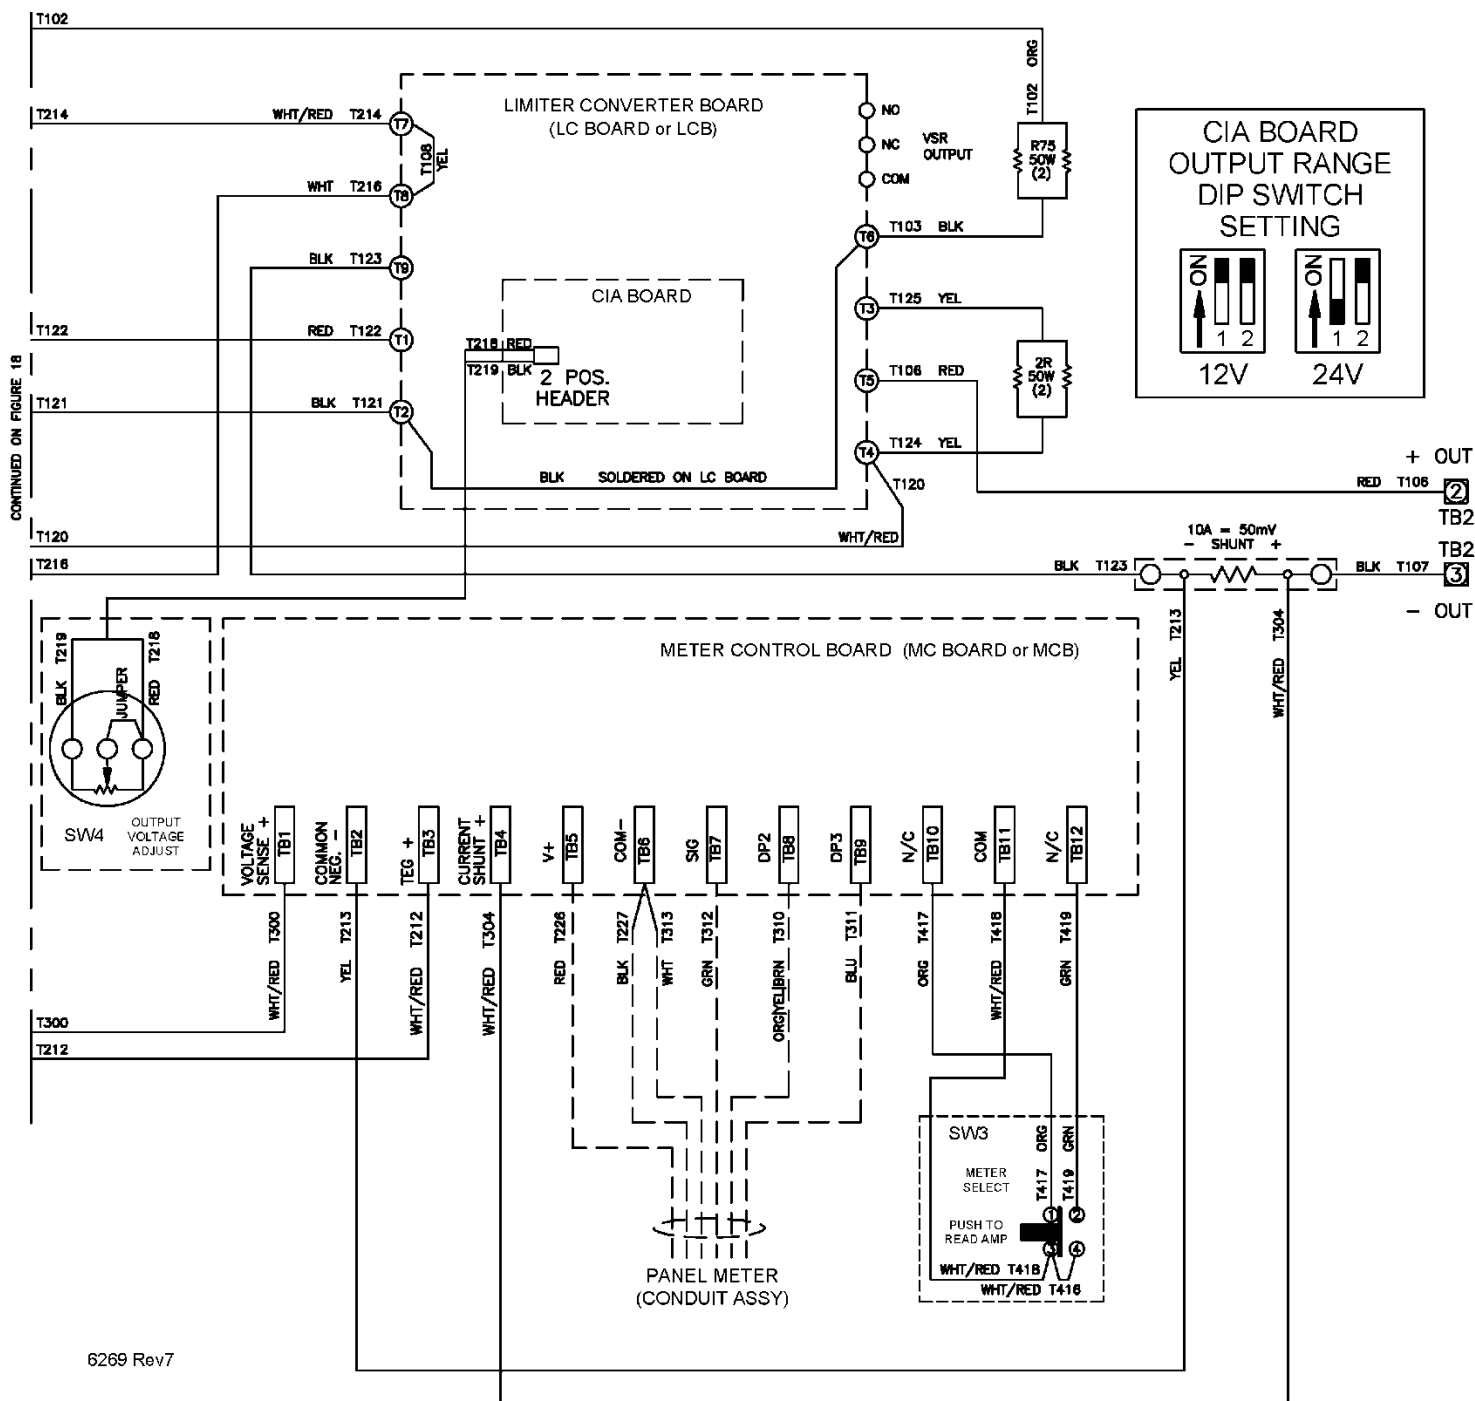 T102
T102 ORG
T214
WHT/RED T214
T7
LIMITER CONVERTER BOARD
(LC BOARD or LCB)
NO
NC
COM
VSR
OUTPUT
R75
50W
(2)
T108
YEL
WHT T216
T8
T103 BLK
T6
BLK T123
T9
CIA BOARD
T125 YEL
T3
T122
RED T122
T1
T218 RED
T219 BLK
2 POS.
HEADER
2R
50W
(2)
T106 RED
T5
T121
BLK T121
T2
T124 YEL
T4
BLK SOLDERED ON LC BOARD
T120
WHT/RED
T120
T216
CONTINUED ON FIGURE 18
CIA BOARD
OUTPUT RANGE
DIP SWITCH
SETTING
ON
1 2
12V
ON
1 2
24V
+ OUT
RED T106
2
TB2
10A = 50mV
- SHUNT +
BLK T123
BLK T107
TB2
3
- OUT
YEL T213
WHT/RED T304
BLK T219
JUMPER
RED T218
SW4
OUTPUT
VOLTAGE
ADJUST
METER CONTROL BOARD (MC BOARD or MCB)
VOLTAGE
SENSE +
TB1
COMMON
NEG. -
TB2
TEG +
TB3
CURRENT
SHUNT +
TB4
V+
TB5
COM-
TB6
SIG
TB7
DP2
TB8
DP3
TB9
N/C
TB10
COM
TB11
N/C
TB12
WHT/RED T300
YEL T213
WHT/RED T212
WHT/RED T304
RED T226
BLK T227
WHT T313
GRN T312
ORG|YEL|BRN T310
BLU T311
ORG T417
WHT/RED T418
GRN T419
T300
T212
SW3
METER
SELECT
PUSH TO
READ AMP
T417 ORG
T419 GRN
1
2
3
4
WHT/RED T418
WHT/RED T416
PANEL METER
(CONDUIT ASSY)
6269 Rev7